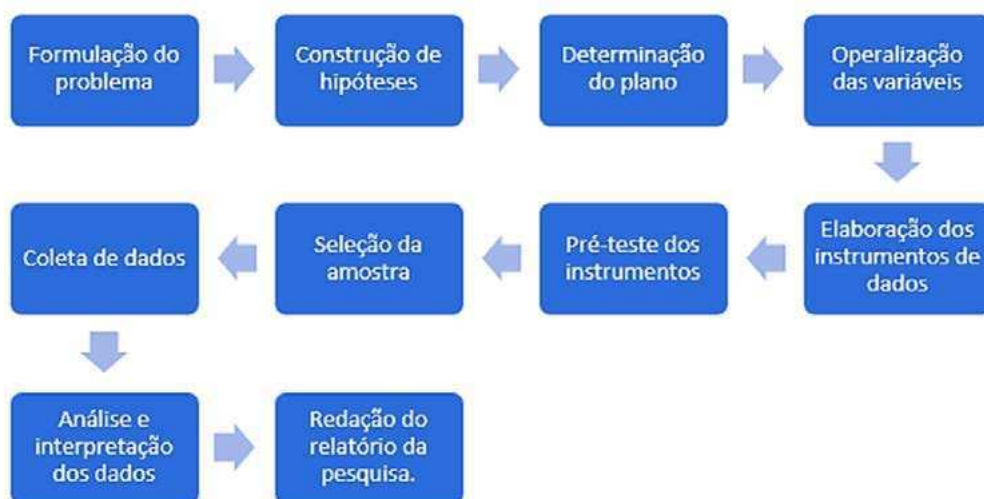 Formulação do
problema
Construção de
hipóteses
Determinação
do plano
Operalização
das variáveis
Elaboração dos
instrumentos de
dados
Pré-teste dos
instrumentos
Seleção da
amostra
Coleta de dados
Análise e
interpretação
dos dados
Redação do
relatório da
pesquisa.